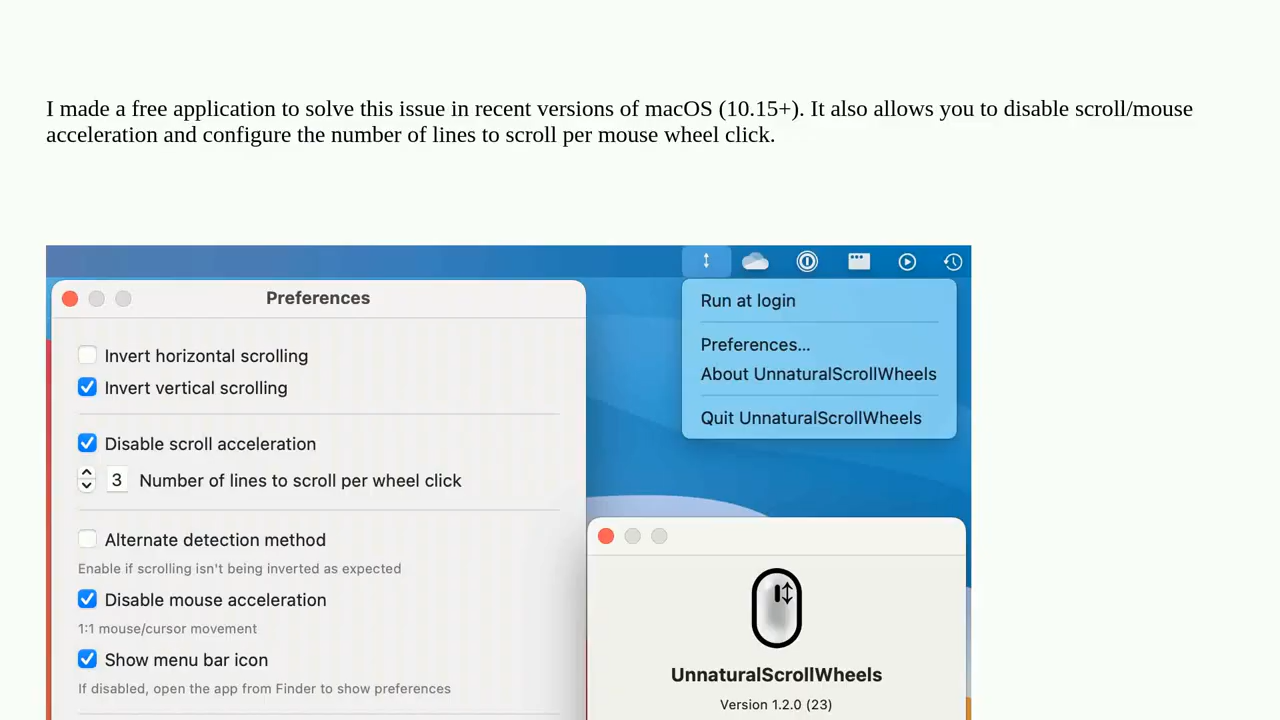 I made a free application to solve this issue in recent versions of macOS (10.15+). It also allows you to disable scroll/mouse
acceleration and configure the number of lines to scroll per mouse wheel click.
Preferences
Invert horizontal scrolling
Invert vertical scrolling
Disable scroll acceleration
3 Number of lines to scroll per wheel click
Alternate detection method
Enable if scrolling isn't being inverted as expected
Disable mouse acceleration
1:1 mouse/cursor movement
Show menu bar icon
If disabled, open the app from Finder to show preferences
Run at login
Preferences...
About UnnaturalScrollWheels
Quit UnnaturalScrollWheels
UnnaturalScrollWheels
Version 1.2.0 (23)